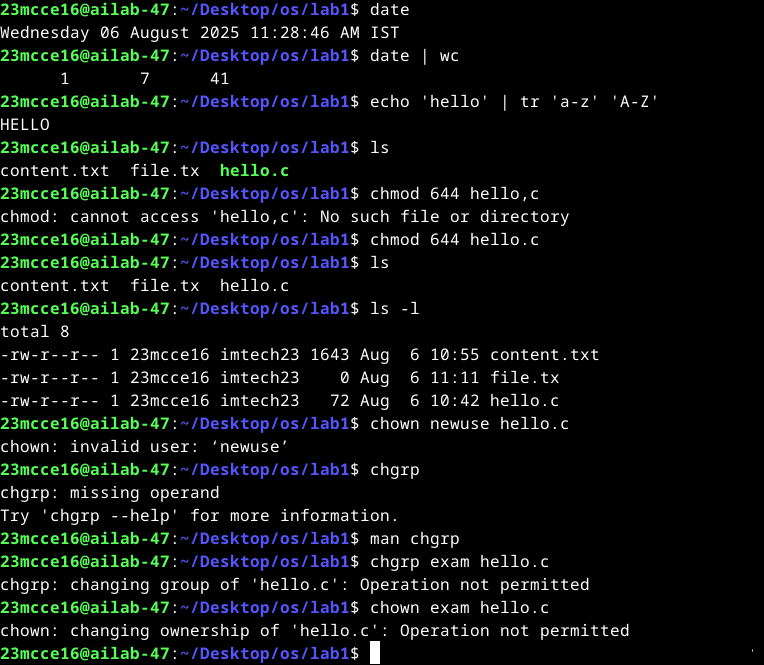 23mcce16@ailab-47:~/Desktop/os/lab1$ date
Wednesday 06 August 2025 11:28:46 AM IST
23mcce16@ailab-47:~/Desktop/os/lab1$ date | wc
      1       7      41
23mcce16@ailab-47:~/Desktop/os/lab1$ echo 'hello' | tr 'a-z' 'A-Z'
HELLO
23mcce16@ailab-47:~/Desktop/os/lab1$ ls
content.txt  file.tx  hello.c
23mcce16@ailab-47:~/Desktop/os/lab1$ chmod 644 hello,c
chmod: cannot access 'hello,c': No such file or directory
23mcce16@ailab-47:~/Desktop/os/lab1$ chmod 644 hello.c
23mcce16@ailab-47:~/Desktop/os/lab1$ ls
content.txt  file.tx  hello.c
23mcce16@ailab-47:~/Desktop/os/lab1$ ls -l
total 8
-rw-r--r-- 1 23mcce16 imtech23 1643 Aug  6 10:55 content.txt
-rw-r--r-- 1 23mcce16 imtech23    0 Aug  6 11:11 file.tx
-rw-r--r-- 1 23mcce16 imtech23   72 Aug  6 10:42 hello.c
23mcce16@ailab-47:~/Desktop/os/lab1$ chown newuse hello.c
chown: invalid user: ‘newuse’
23mcce16@ailab-47:~/Desktop/os/lab1$ chgrp
chgrp: missing operand
Try 'chgrp --help' for more information.
23mcce16@ailab-47:~/Desktop/os/lab1$ man chgrp
23mcce16@ailab-47:~/Desktop/os/lab1$ chgrp exam hello.c
chgrp: changing group of 'hello.c': Operation not permitted
23mcce16@ailab-47:~/Desktop/os/lab1$ chown exam hello.c
chown: changing ownership of 'hello.c': Operation not permitted
23mcce16@ailab-47:~/Desktop/os/lab1$